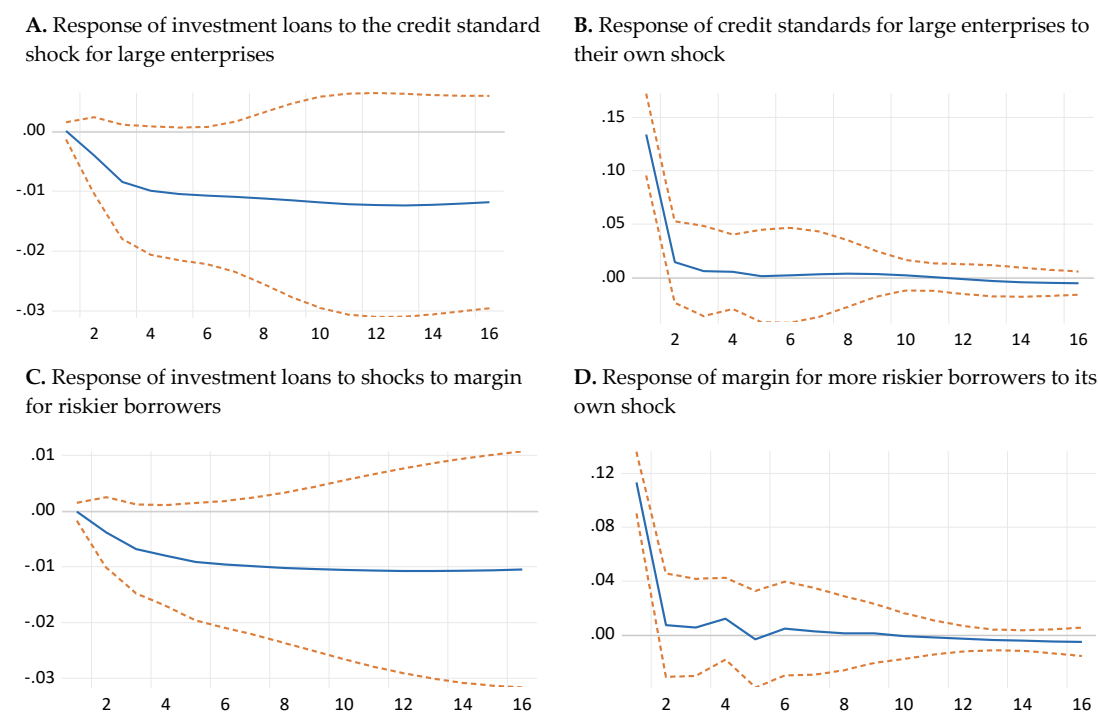 A. Response of investment loans to the credit standard
shock for large enterprises
.00
-.01
-.02
-.03
2 4 6 8 10 12 14 16
B. Response of credit standards for large enterprises to
their own shock
.15
.10
.05
.00
2 4 6 8 10 12 14 16
C. Response of investment loans to shocks to margin
for riskier borrowers
.01
.00
-.01
-.02
-.03
2 4 6 8 10 12 14 16
D. Response of margin for more riskier borrowers to its
own shock
.12
.08
.04
.00
2 4 6 8 10 12 14 16